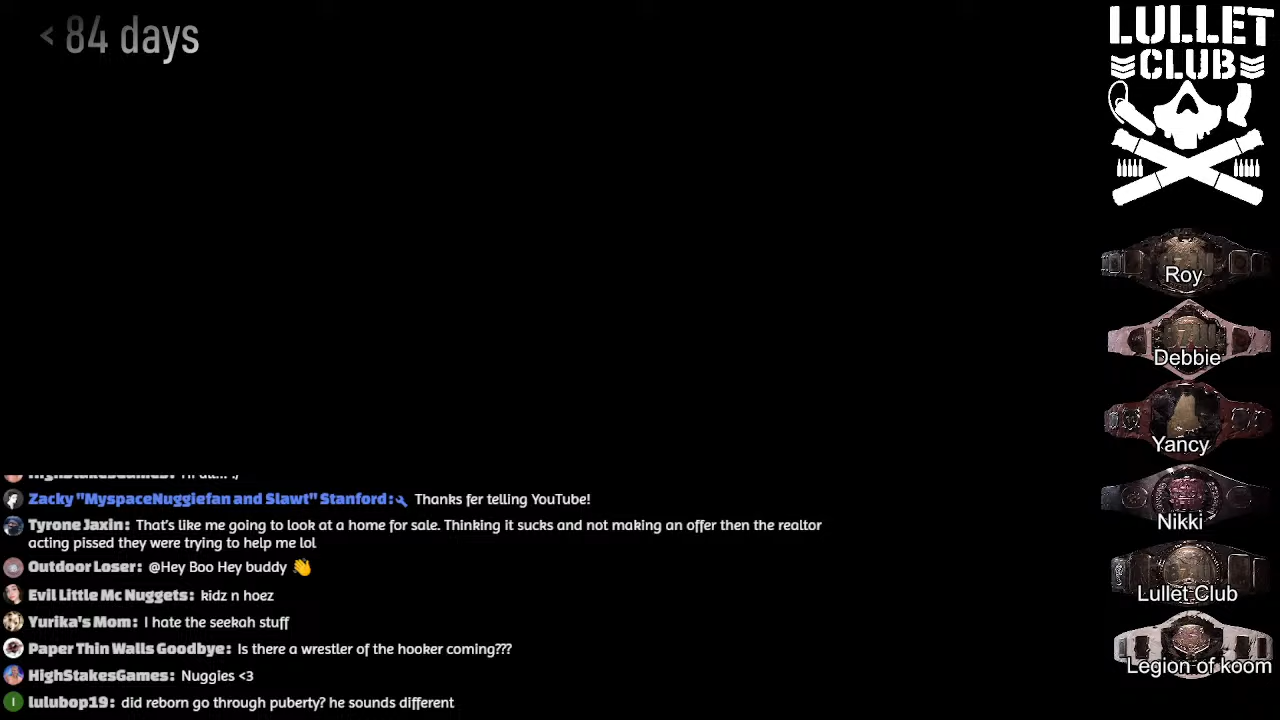 < 84 days
LULLET
CLUB
Roy
Debbie
Yancy
Nikki
Lullet Club
Legion of koom
HighStakesGames:
Zacky "MyspaceNuggiefan and Slawt" Stanford: Thanks fer telling YouTube!
Tyrone Jaxin: That's like me going to look at a home for sale. Thinking it sucks and not making an offer then the realtor
acting pissed they were trying to help me lol
Outdoor Loser: @Hey Boo Hey buddy 👋
Evil Little Mc Nuggets: kidz n hoez
Yurika's Mom: I hate the seekah stuff
Paper Thin Walls Goodbye: Is there a wrestler of the hooker coming???
HighStakesGames: Nuggies <3
lulubop19: did reborn go through puberty? he sounds different